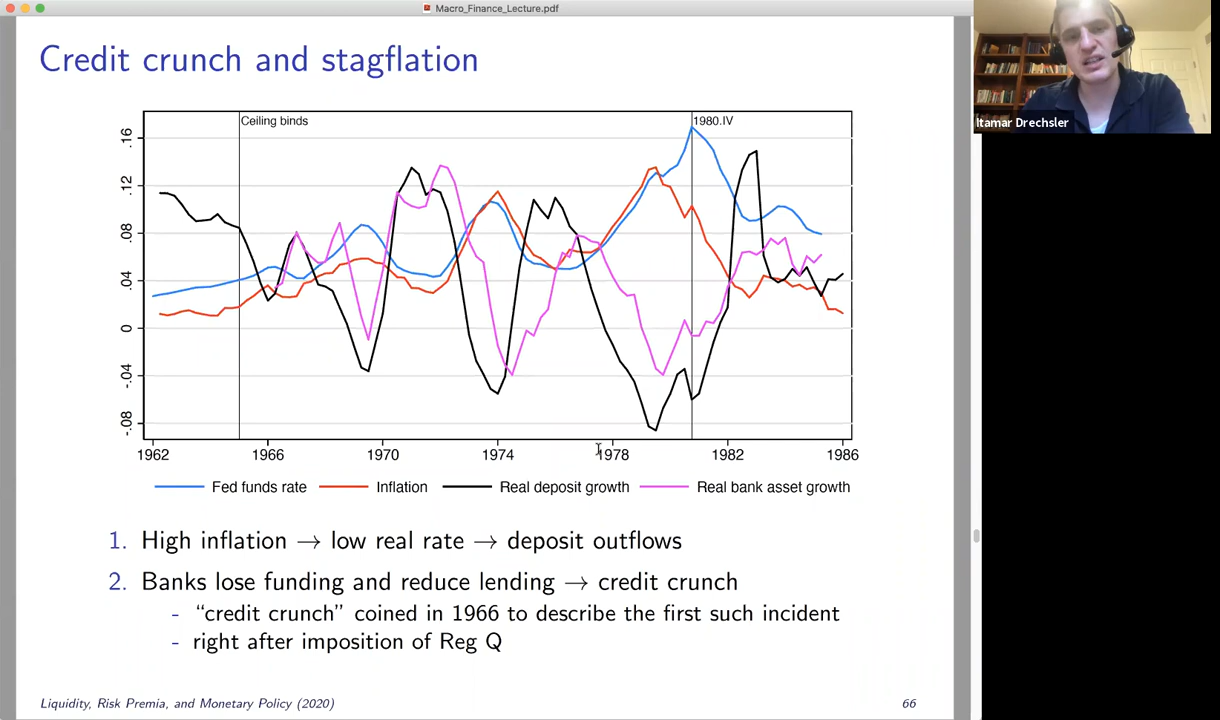 Macro_Finance_Lecture.pdf
Credit crunch and stagflation
Ceiling binds
1980.IV
.16
.12
.08
.04
0
-.04
-.08
1962 1966 1970 1974 1978 1982 1986
Fed funds rate Inflation Real deposit growth Real bank asset growth
1. High inflation → low real rate → deposit outflows
2. Banks lose funding and reduce lending → credit crunch
- “credit crunch” coined in 1966 to describe the first such incident
- right after imposition of Reg Q
Liquidity, Risk Premia, and Monetary Policy (2020) 66
Itamar Drechsler